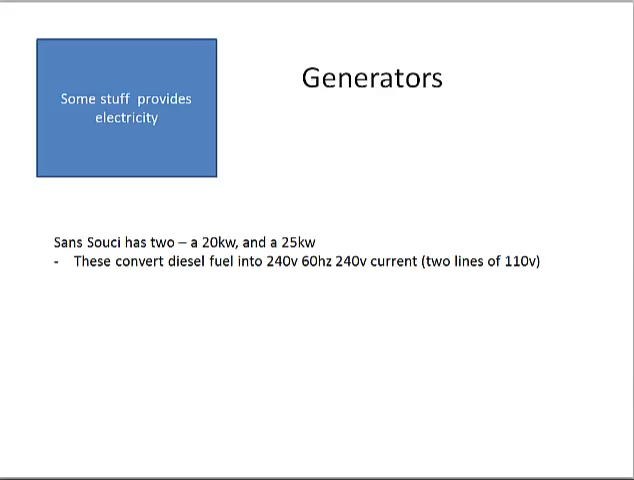 Some stuff provides
electricity
Generators
Sans Souci has two – a 20kw, and a 25kw
- These convert diesel fuel into 240v 60hz 240v current (two lines of 110v)